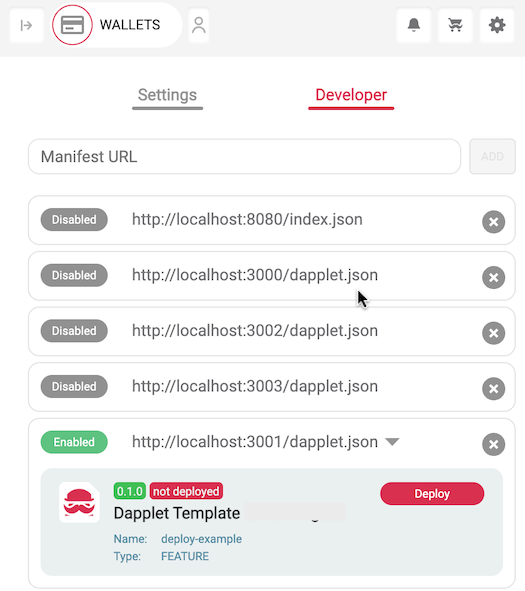 WALLETS
Settings Developer
Manifest URL ADD
Disabled http://localhost:8080/index.json
Disabled http://localhost:3000/dapplet.json
Disabled http://localhost:3002/dapplet.json
Disabled http://localhost:3003/dapplet.json
Enabled http://localhost:3001/dapplet.json
0.1.0 not deployed Deploy
Dapplet Template
Name: deploy-example
Type: FEATURE